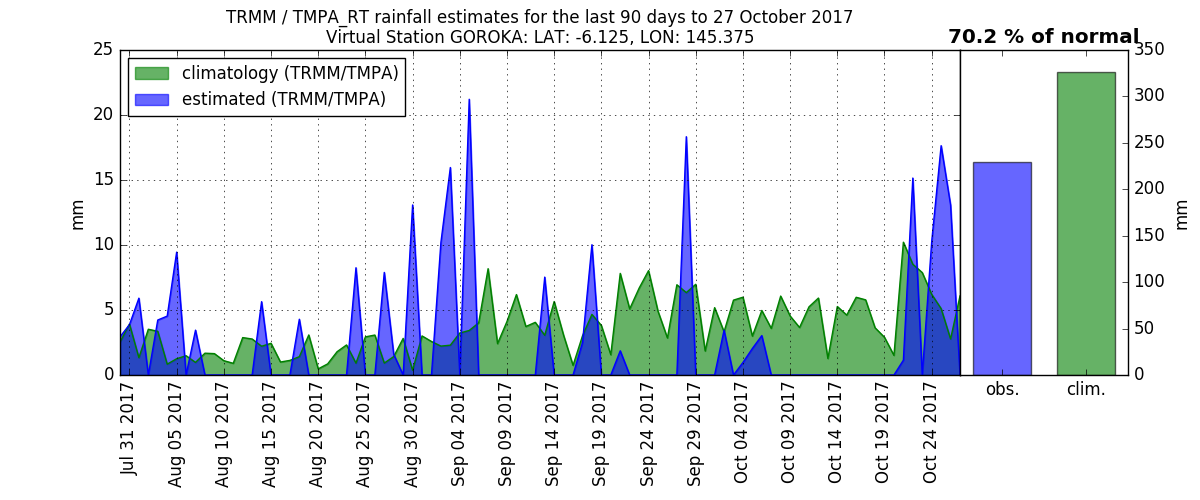 TRMM / TMPA_RT rainfall estimates for the last 90 days to 27 October 2017
Virtual Station GOROKA: LAT: -6.125, LON: 145.375
70.2 % of normal
climatology (TRMM/TMPA)
estimated (TRMM/TMPA)
mm
25
20
15
10
5
0
Jul 31 2017
Aug 05 2017
Aug 10 2017
Aug 15 2017
Aug 20 2017
Aug 25 2017
Aug 30 2017
Sep 04 2017
Sep 09 2017
Sep 14 2017
Sep 19 2017
Sep 24 2017
Sep 29 2017
Oct 04 2017
Oct 09 2017
Oct 14 2017
Oct 19 2017
Oct 24 2017
obs.
clim.
350
300
250
200
150
100
50
0
mm